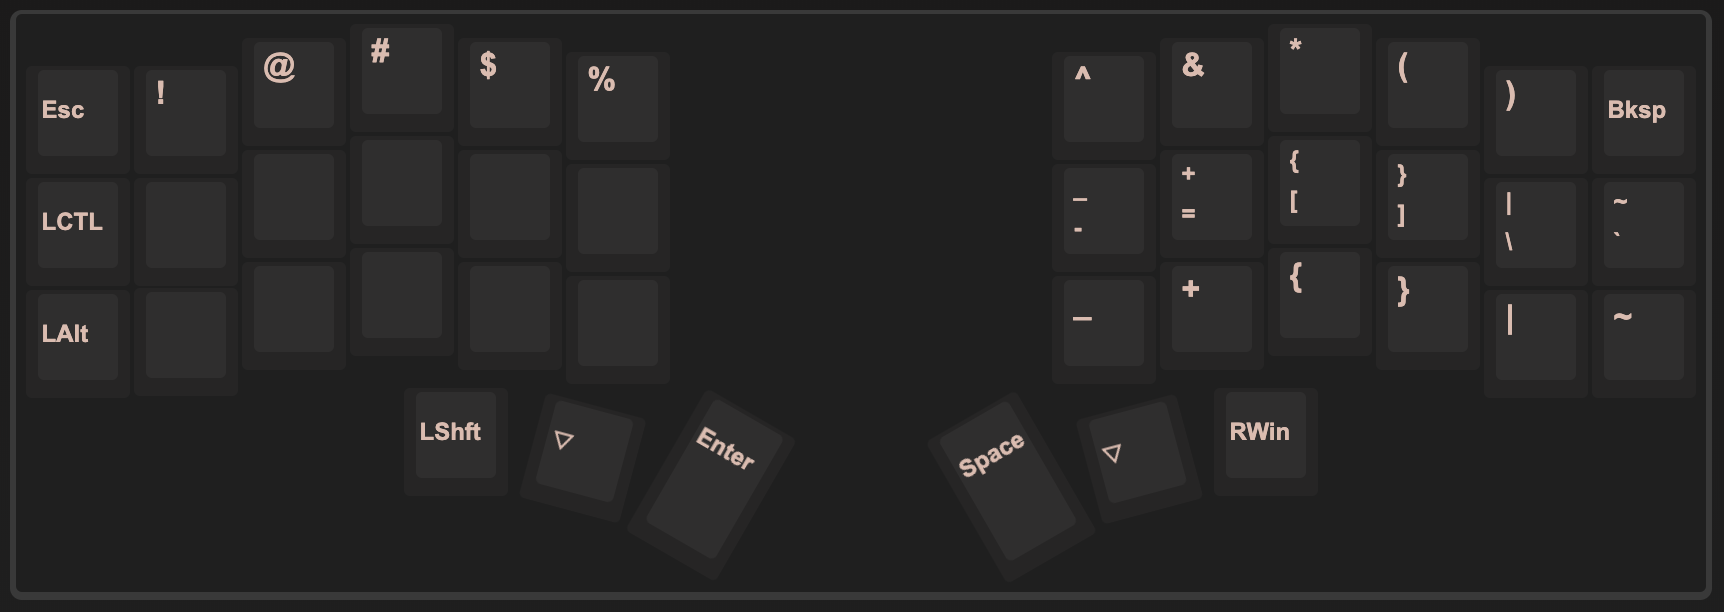 Esc ! @ # $ % ^ & * ( ) Bksp
LCTL _ + { } | ~
- = [ ] \ `
LAlt _ + { } | ~
LShft ▽ Enter Space ▽ RWin